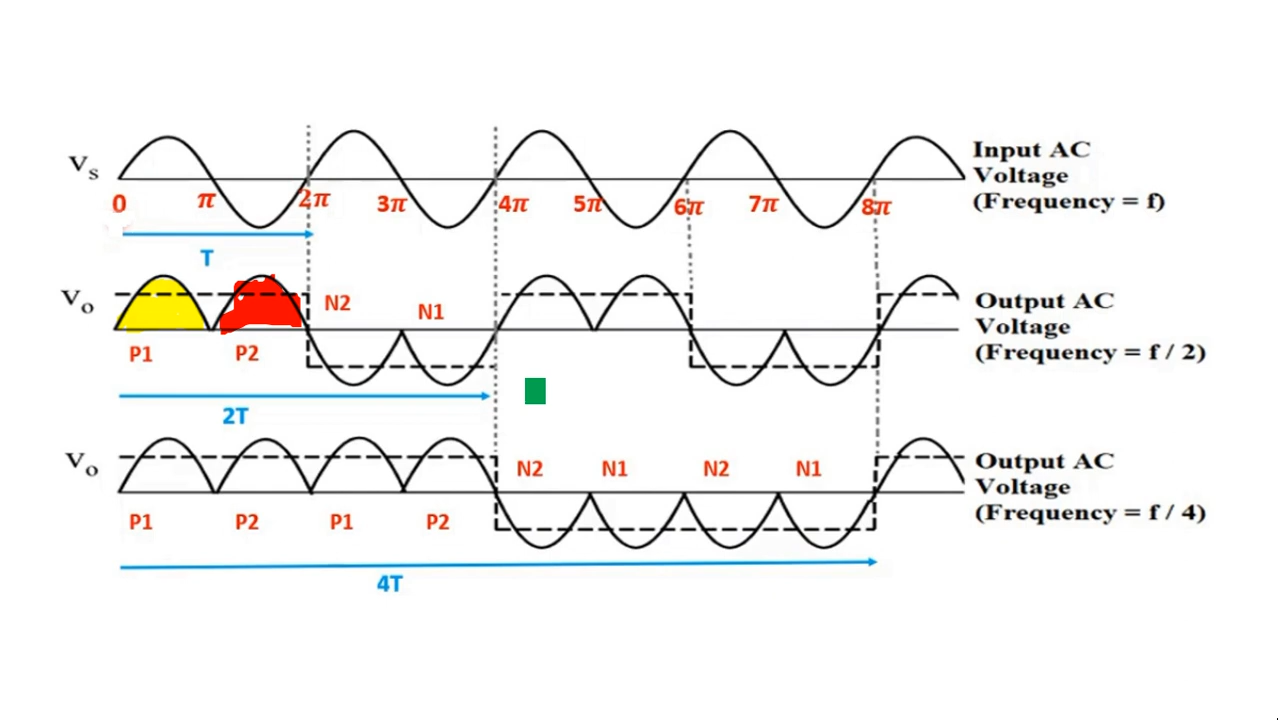 Vs
Input AC
Voltage
(Frequency = f)
0 π 2π 3π 4π 5π 6π 7π 8π
T
Vo
N2 N1
Output AC
Voltage
(Frequency = f / 2)
P1 P2
2T
Vo
N2 N1 N2 N1
Output AC
Voltage
(Frequency = f / 4)
P1 P2 P1 P2
4T